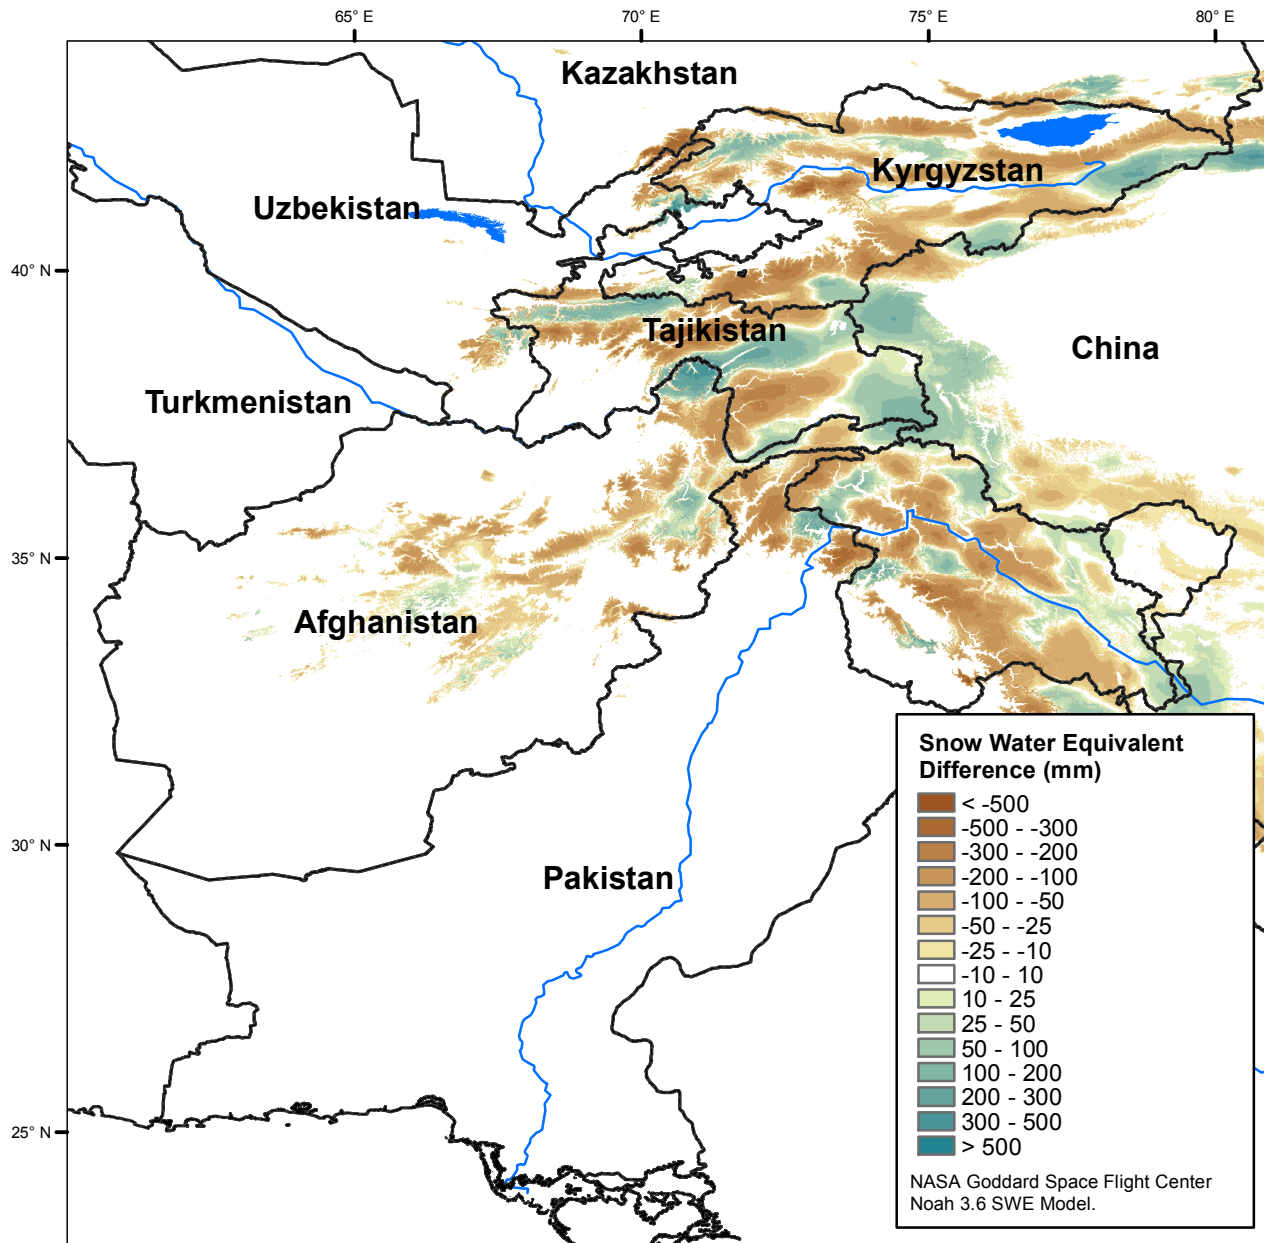 65° E
70° E
75° E
80° E
Kazakhstan
Kyrgyzstan
Uzbekistan
40° N
Tajikistan
China
Turkmenistan
35° N
Afghanistan
30° N
Pakistan
25° N
Snow Water Equivalent
Difference (mm)
< -500
-500 - -300
-300 - -200
-200 - -100
-100 - -50
-50 - -25
-25 - -10
-10 - 10
10 - 25
25 - 50
50 - 100
100 - 200
200 - 300
300 - 500
> 500
NASA Goddard Space Flight Center
Noah 3.6 SWE Model.